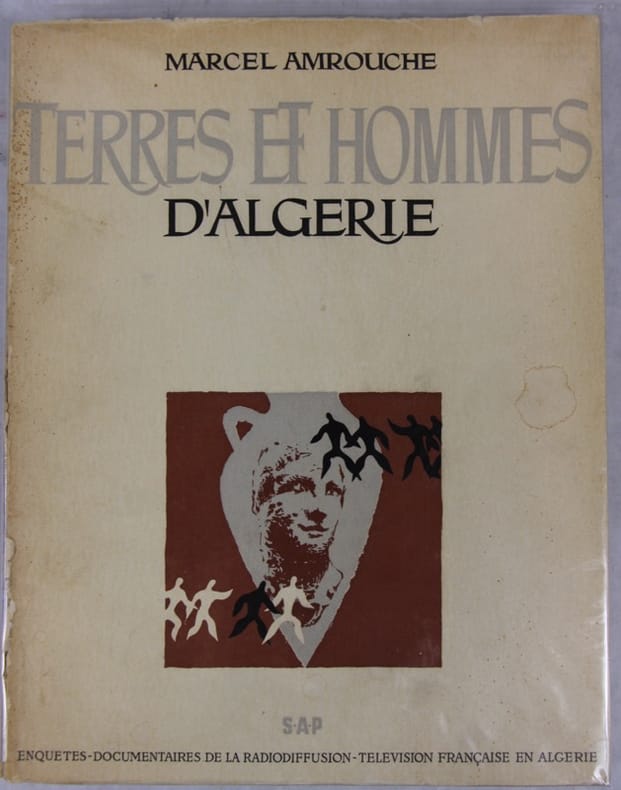 MARCEL AMROUCHE
TERRES ET HOMMES
D'ALGERIE
S·A·P
ENQUETES-DOCUMENTAIRES DE LA RADIODIFFUSION-TELEVISION FRANÇAISE EN ALGERIE